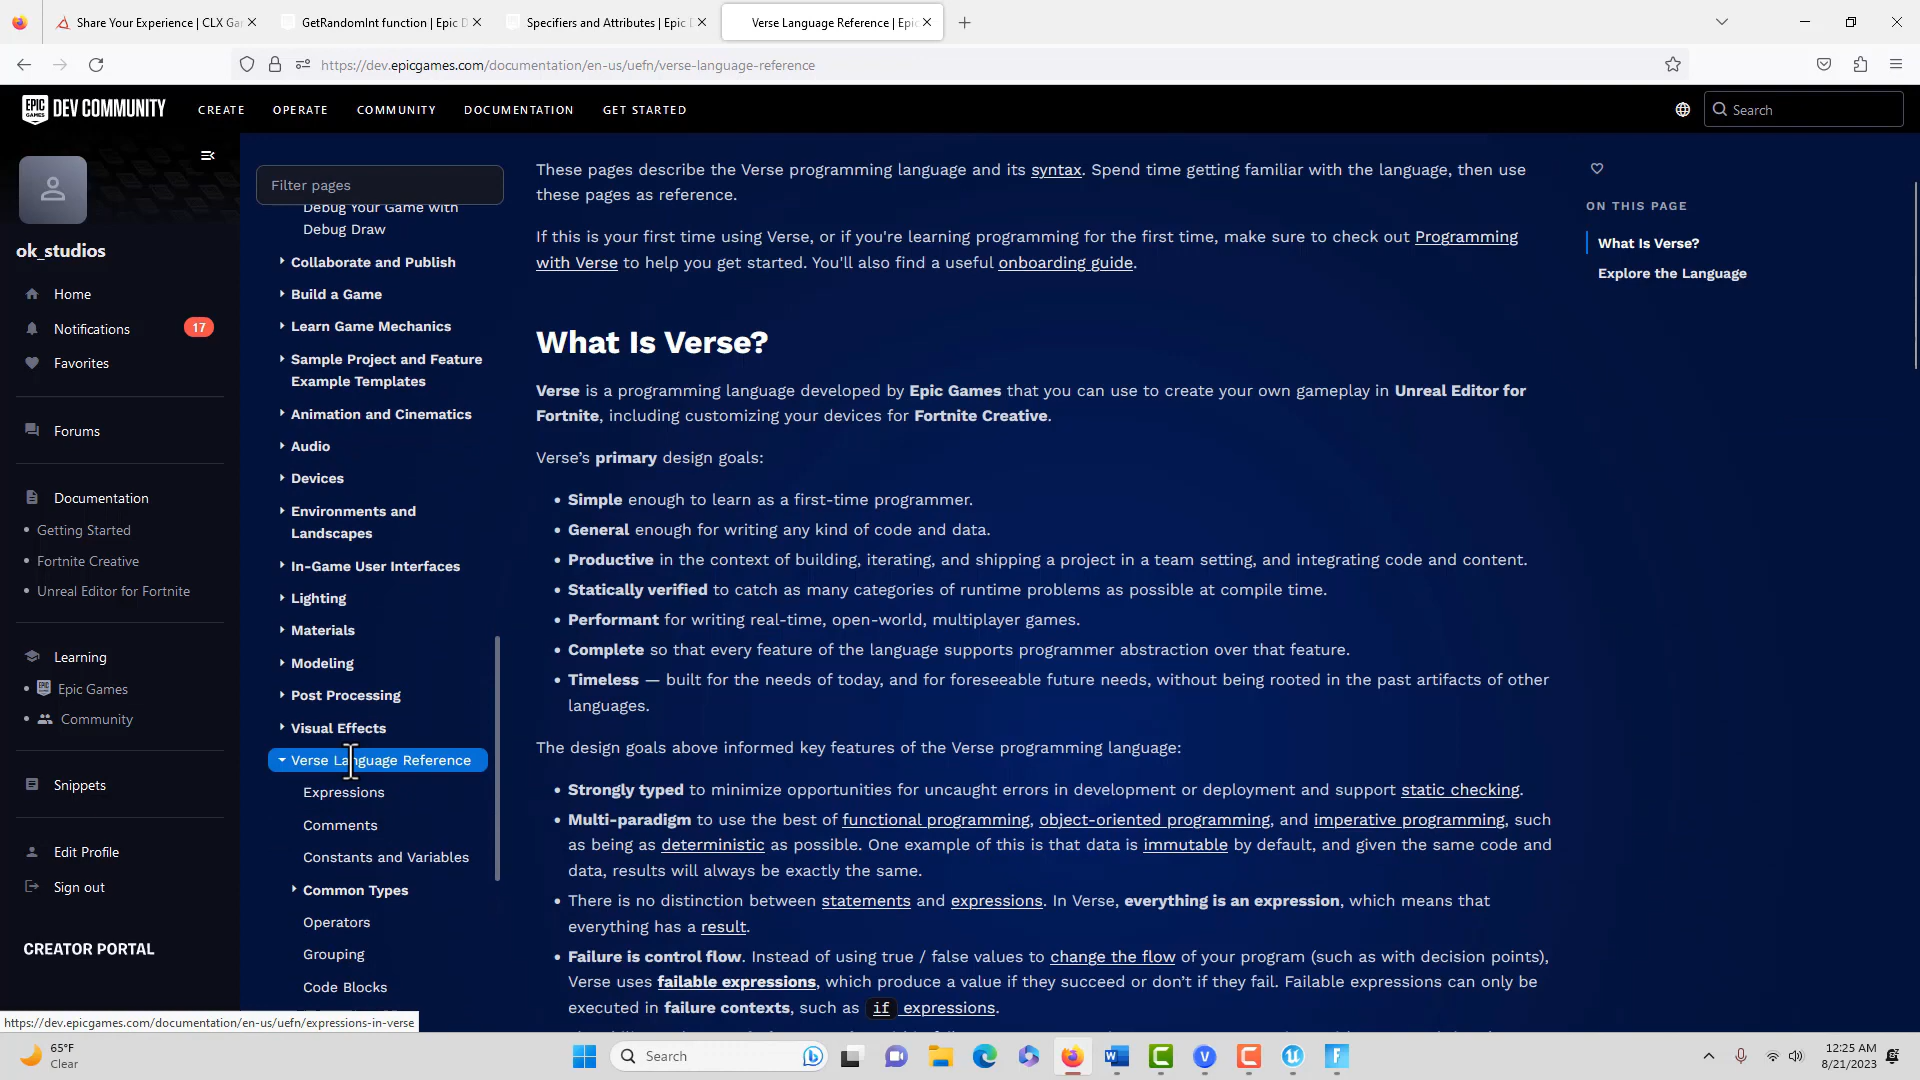 Share Your Experience | CLX Ga
GetRandomInt function | Epic D
Specifiers and Attributes | Epic
Verse Language Reference | Epic
https://dev.epicgames.com/documentation/en-us/uefn/verse-language-reference
EPIC GAMES
DEV COMMUNITY
CREATE
OPERATE
COMMUNITY
DOCUMENTATION
GET STARTED
Search
ok_studios
Home
Notifications
17
Favorites
Forums
Documentation
Getting Started
Fortnite Creative
Unreal Editor for Fortnite
Learning
Epic Games
Community
Snippets
Edit Profile
Sign out
CREATOR PORTAL
Filter pages
Debug Your Game with
Debug Draw
Collaborate and Publish
Build a Game
Learn Game Mechanics
Sample Project and Feature
Example Templates
Animation and Cinematics
Audio
Devices
Environments and
Landscapes
In-Game User Interfaces
Lighting
Materials
Modeling
Post Processing
Visual Effects
Verse Language Reference
Expressions
Comments
Constants and Variables
Common Types
Operators
Grouping
Code Blocks
These pages describe the Verse programming language and its syntax. Spend time getting familiar with the language, then use
these pages as reference.
If this is your first time using Verse, or if you're learning programming for the first time, make sure to check out Programming
with Verse to help you get started. You'll also find a useful onboarding guide.
What Is Verse?
Verse is a programming language developed by Epic Games that you can use to create your own gameplay in Unreal Editor for
Fortnite, including customizing your devices for Fortnite Creative.
Verse’s primary design goals:
• Simple enough to learn as a first-time programmer.
• General enough for writing any kind of code and data.
• Productive in the context of building, iterating, and shipping a project in a team setting, and integrating code and content.
• Statically verified to catch as many categories of runtime problems as possible at compile time.
• Performant for writing real-time, open-world, multiplayer games.
• Complete so that every feature of the language supports programmer abstraction over that feature.
• Timeless — built for the needs of today, and for foreseeable future needs, without being rooted in the past artifacts of other
languages.
The design goals above informed key features of the Verse programming language:
• Strongly typed to minimize opportunities for uncaught errors in development or deployment and support static checking.
• Multi-paradigm to use the best of functional programming, object-oriented programming, and imperative programming, such
as being as deterministic as possible. One example of this is that data is immutable by default, and given the same code and
data, results will always be exactly the same.
• There is no distinction between statements and expressions. In Verse, everything is an expression, which means that
everything has a result.
• Failure is control flow. Instead of using true / false values to change the flow of your program (such as with decision points),
Verse uses failable expressions, which produce a value if they succeed or don’t if they fail. Failable expressions can only be
executed in failure contexts, such as if expressions.
ON THIS PAGE
What Is Verse?
Explore the Language
https://dev.epicgames.com/documentation/en-us/uefn/expressions-in-verse
65°F
Clear
Search
12:25 AM
8/21/2023